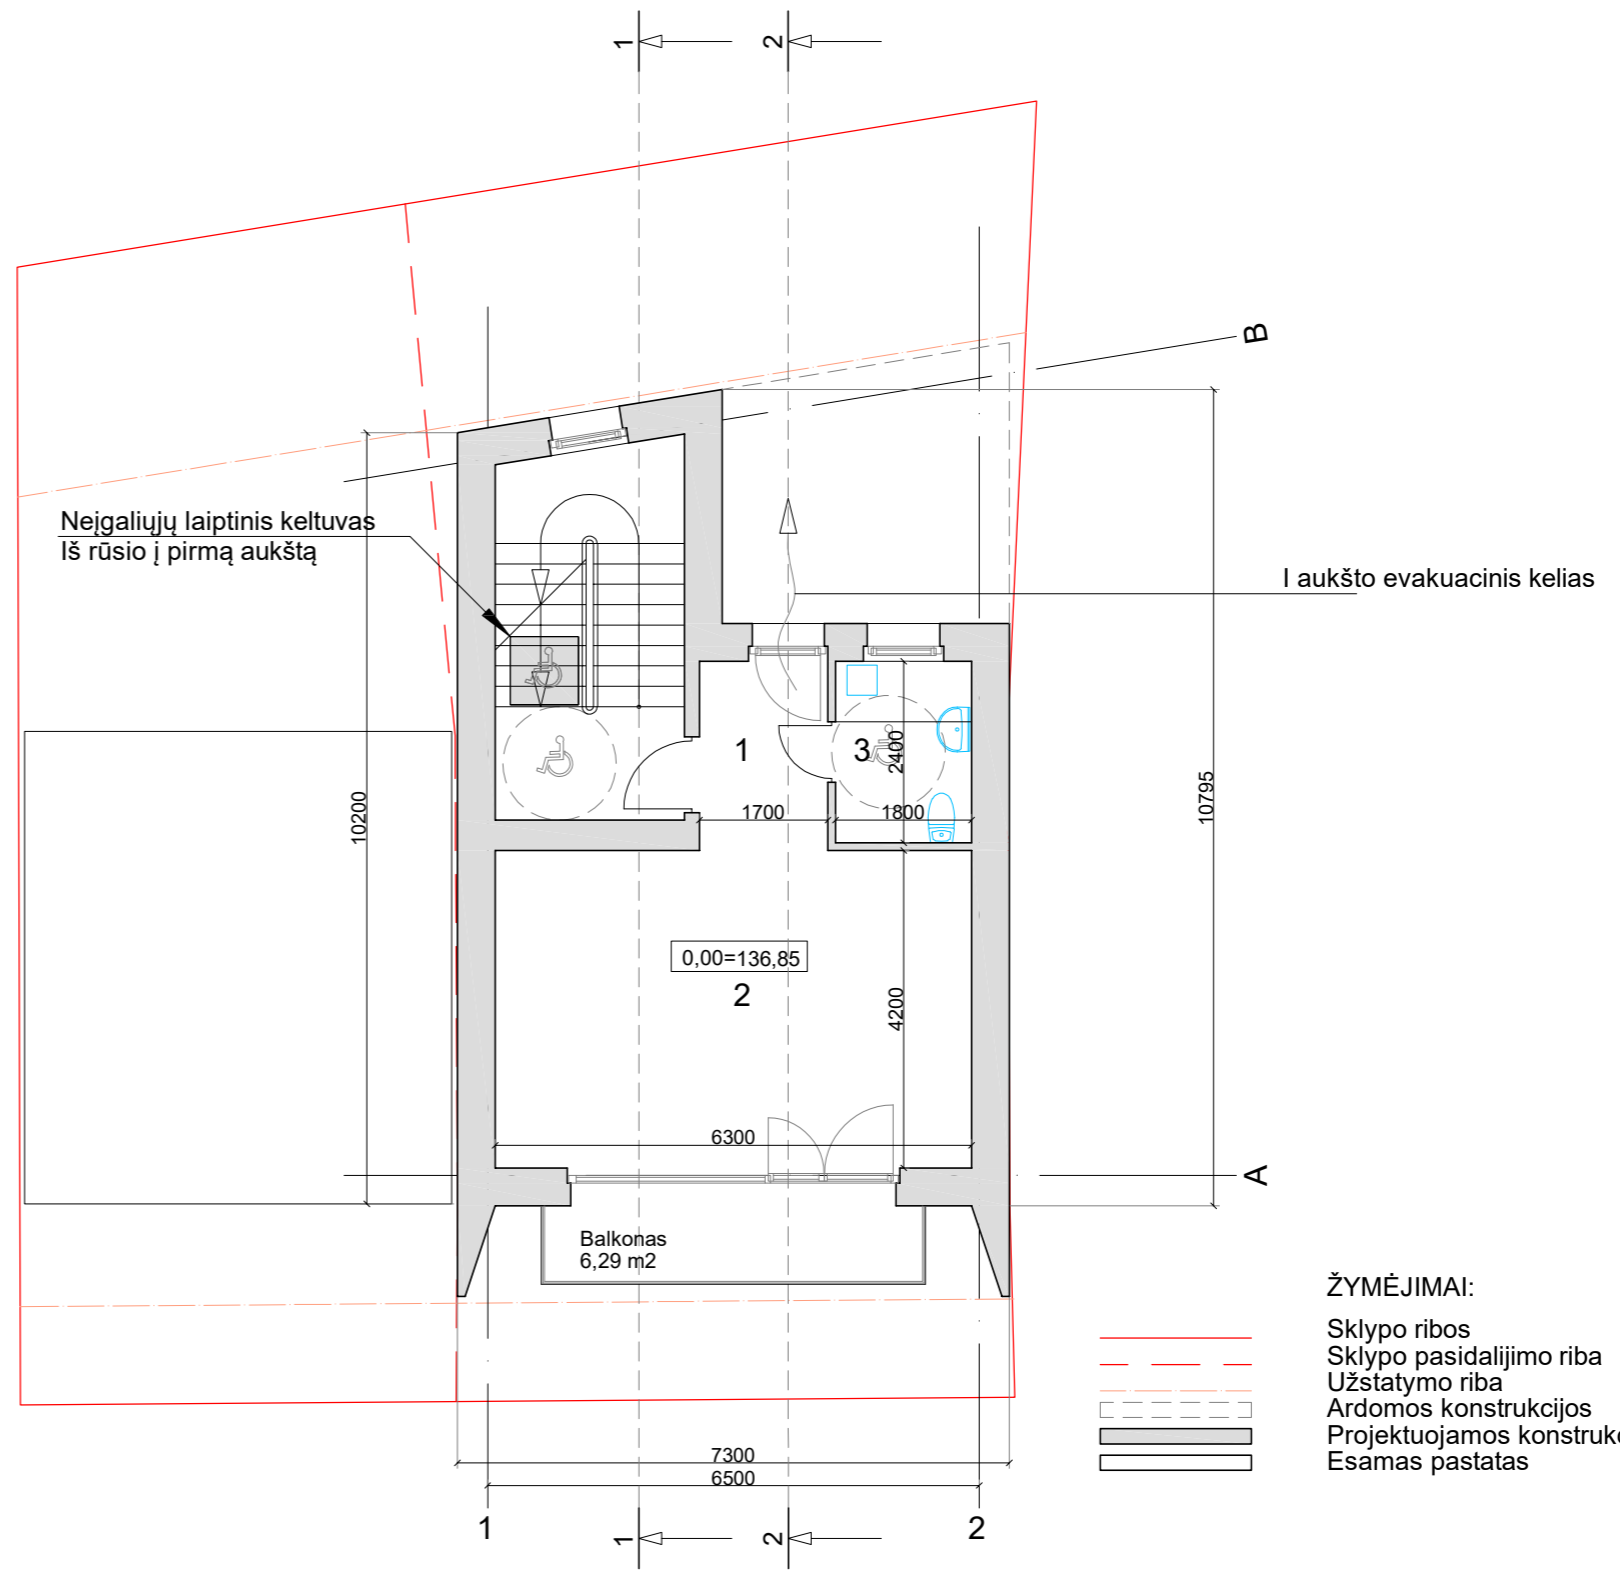 1
2
B
Neįgaliųjų laiptinis keltuvas
Iš rūsio į pirmą aukštą
I aukšto evakuacinis kelias
10200
10795
1
3
2400
1700
1800
0,00=136,85
2
4200
6300
A
Balkonas
6,29 m2
ŽYMĖJIMAI:
Sklypo ribos
Sklypo pasidalijimo riba
Užstatymo riba
Ardomos konstrukcijos
Projektuojamos konstruk
Esamas pastatas
7300
6500
1
1
2
2